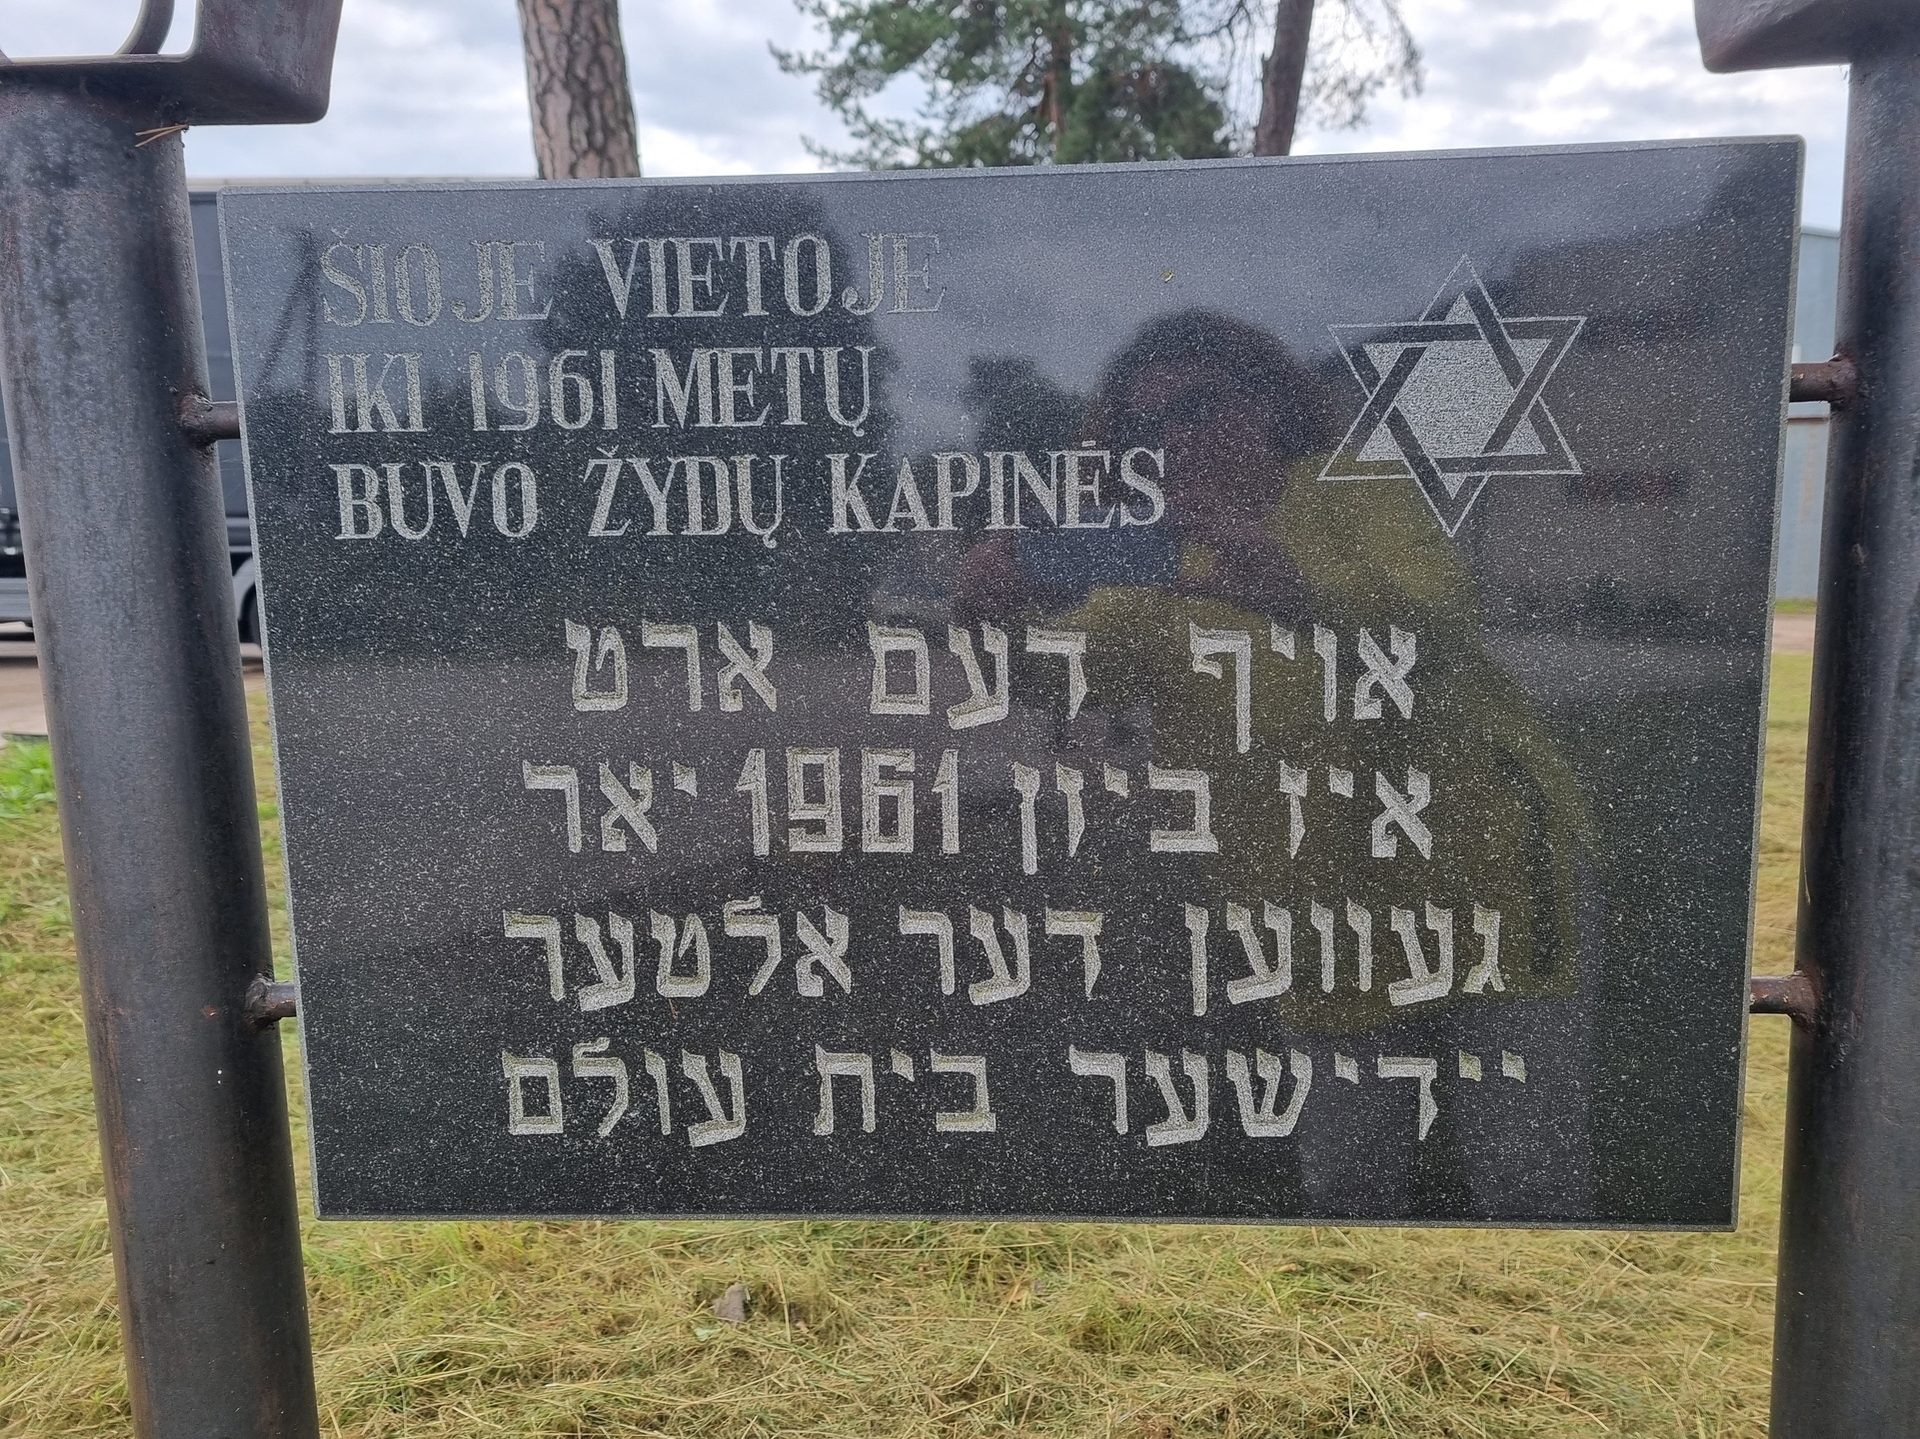 ŠIOJE VIETOJE
IKI 1961 METŲ
BUVO ŽYDŲ KAPINĖS
אויף דעם ארט
איז ביזן 1961 יאר
געווען דער אלטער
יידישער בית עולם